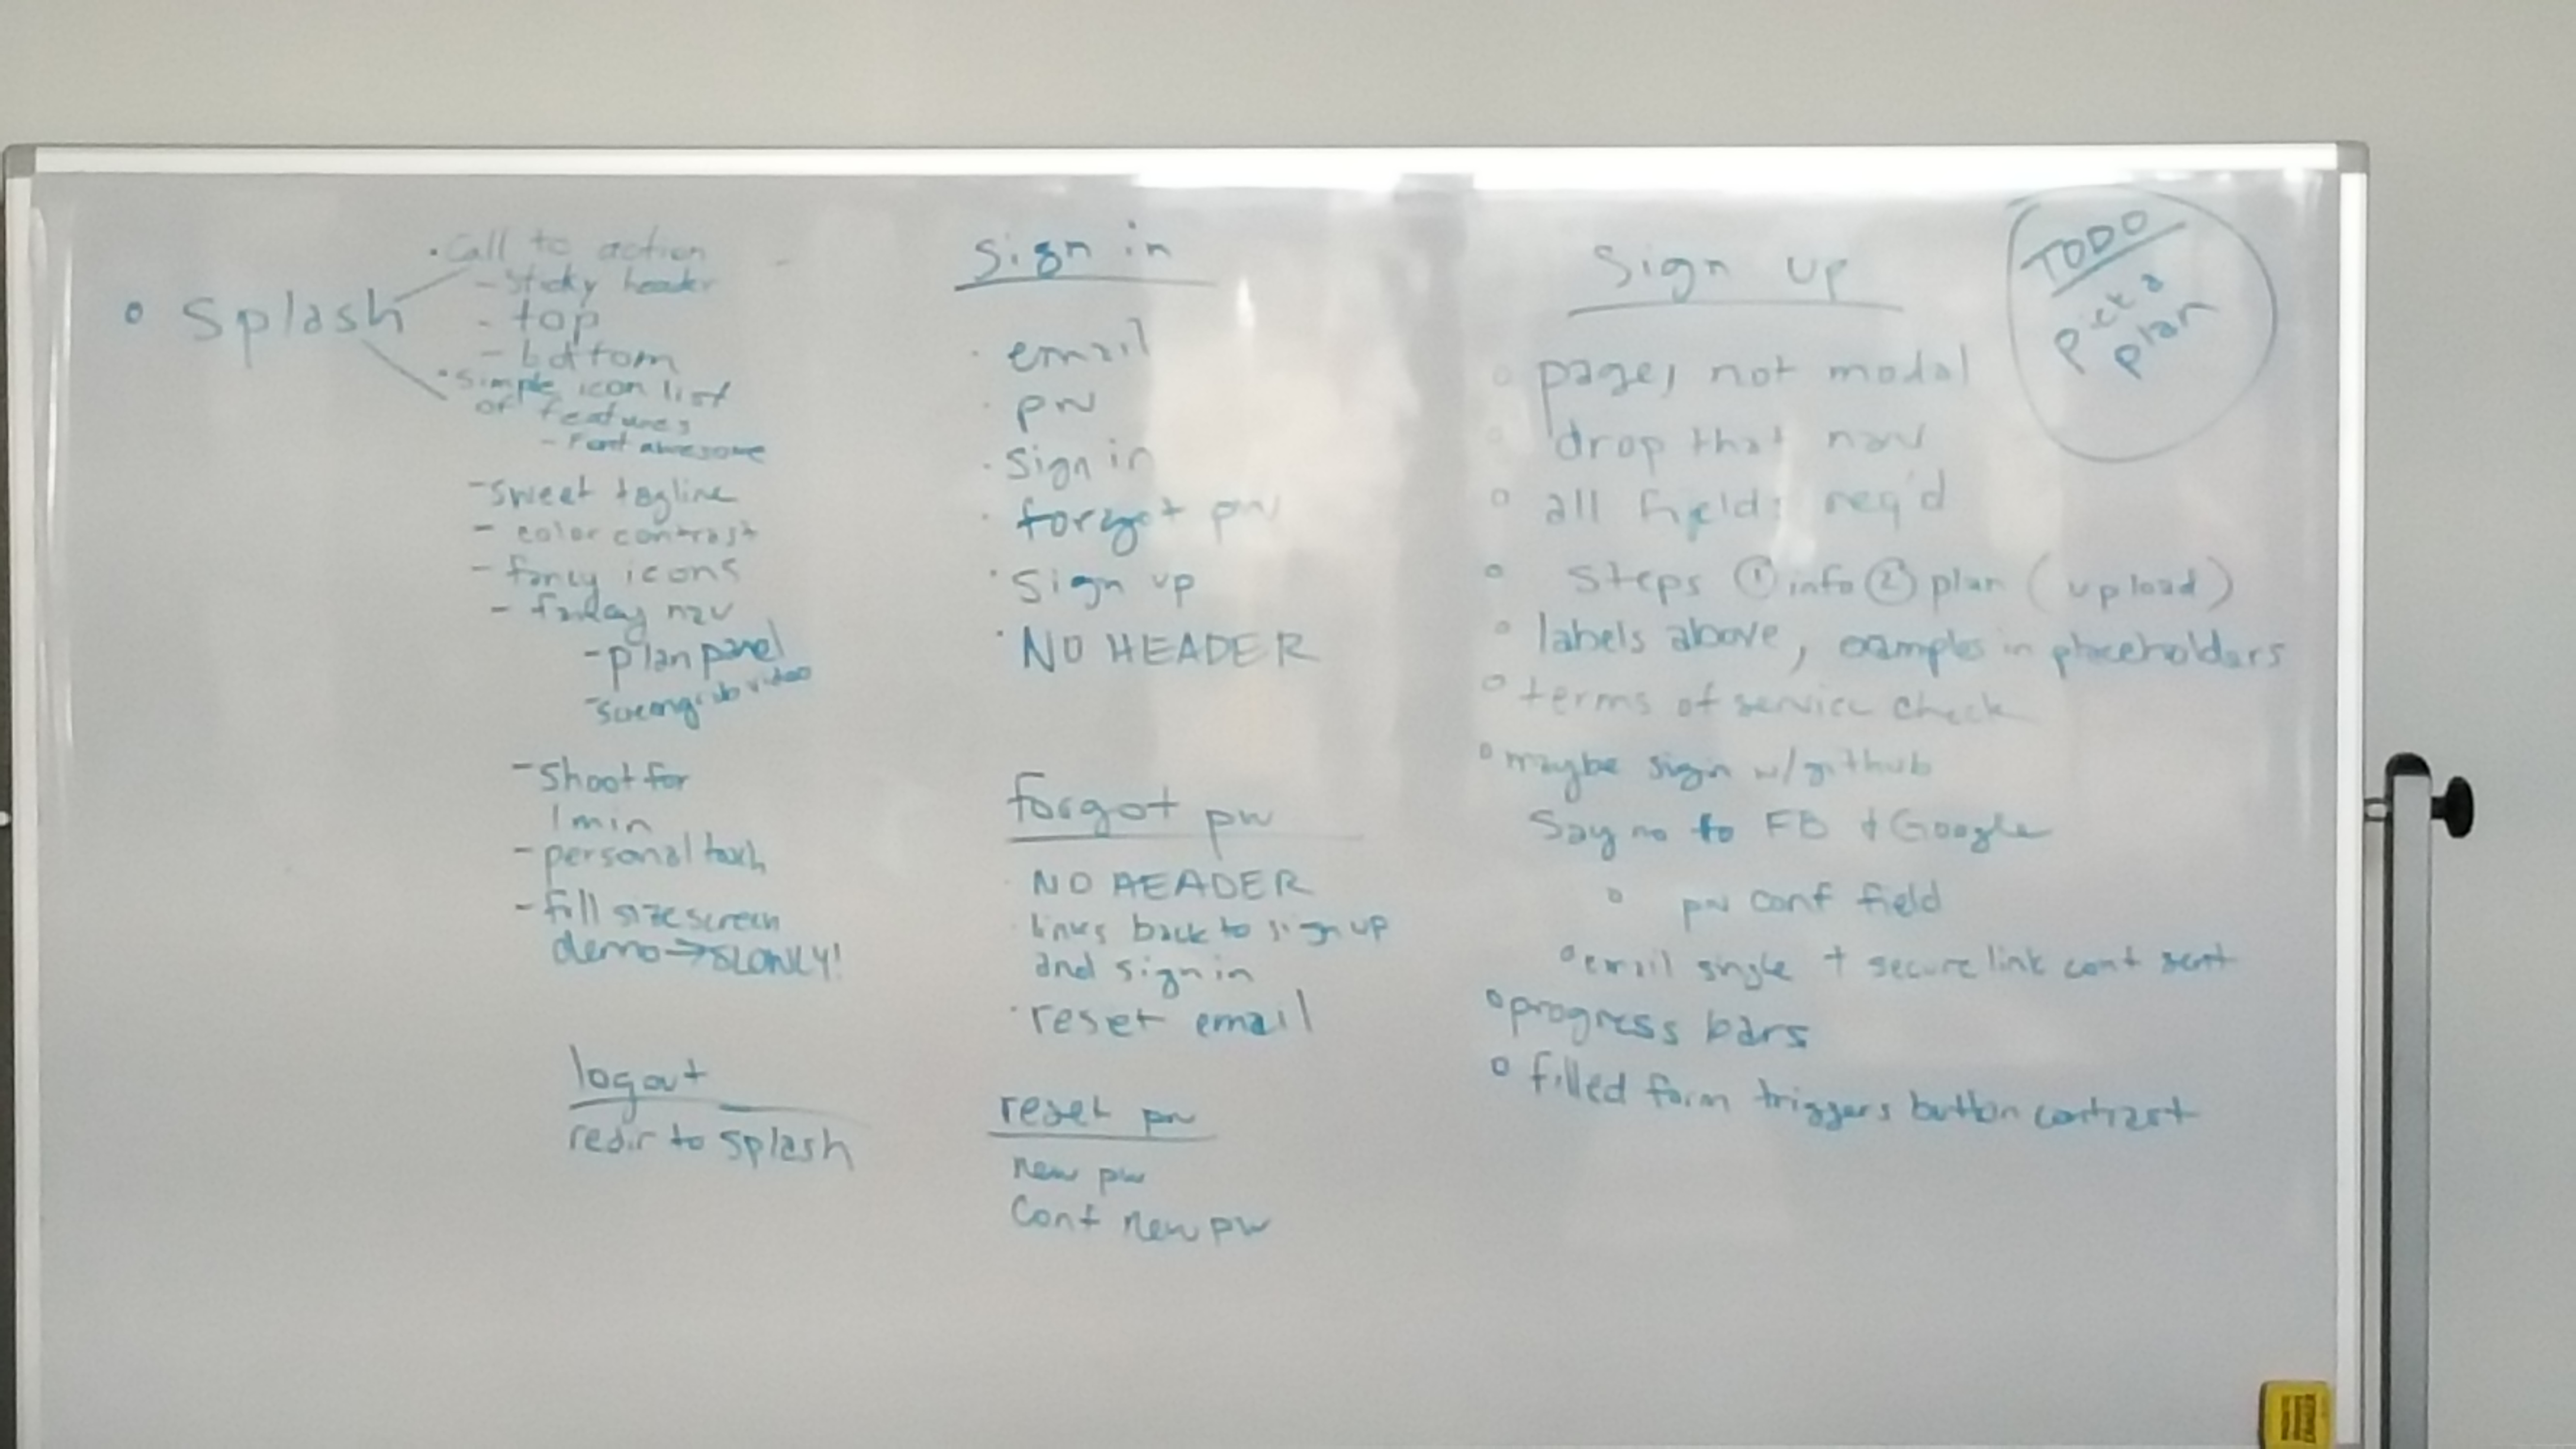 • Splash
• Call to action
- sticky header
- top
- bottom
• Simple icon list
of features
- Font awesome
- sweet tagline
- color contrast
- fancy icons
nav
- plan panel
video
- Shoot for
1 min
- personal touch
- full size screen
demo → SLOWLY!
logout
redir to splash
Sign in
· email
· pw
· Sign in
· forgot pw
· Sign up
· NO HEADER
forgot pw
· NO HEADER
· links back to sign up
and sign in
· reset email
reset pw
new pw
Conf new pw
Sign up
○ page, not modal
○ drop that nav
○ all fields req'd
○ Steps ① info ② plan (upload)
○ labels above, examples in placeholders
○ terms of service check
○ maybe sign w/ github
Say no to FB + Google
○ pw conf field
○ email single + secure link conf sent
○ progress bars
○ filled form triggers button contrast
TODO
pick a
plan